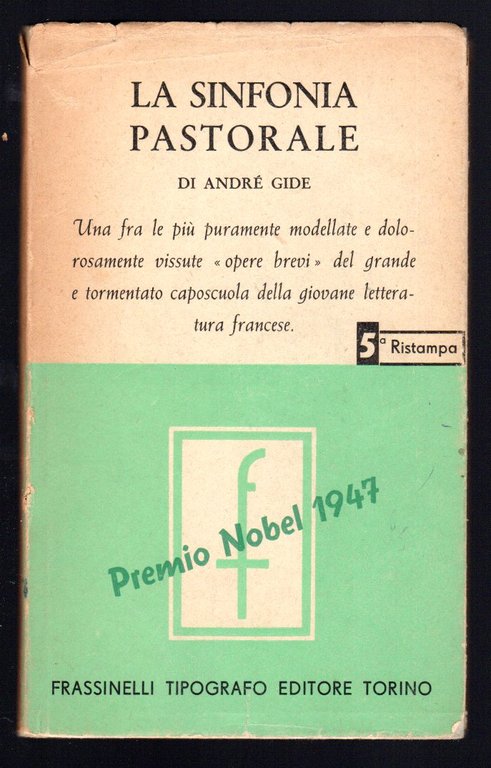 LA SINFONIA
PASTORALE
DI ANDRÉ GIDE
Una fra le più puramente modellate e dolo-
rosamente vissute « opere brevi » del grande
e tormentato caposcuola della giovane lettera-
tura francese.
5ª Ristampa
f
Premio Nobel 1947
FRASSINELLI TIPOGRAFO EDITORE TORINO